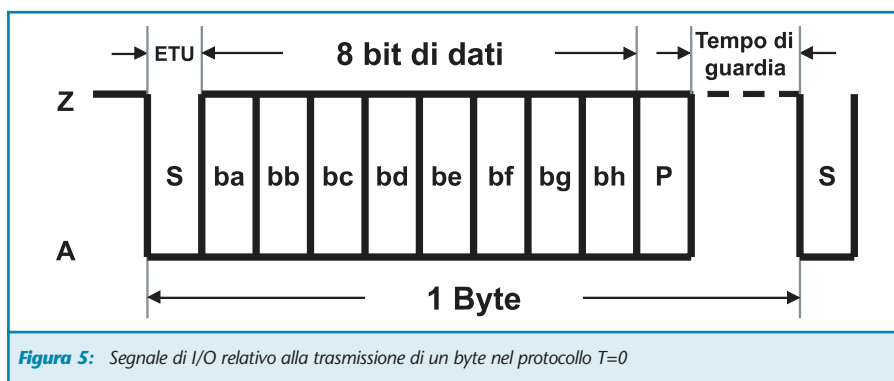 ETU
8 bit di dati
Tempo di
guardia
Z
S ba bb bc bd be bf bg bh P S
A
1 Byte
Figura 5: Segnale di I/O relativo alla trasmissione di un byte nel protocollo T=0